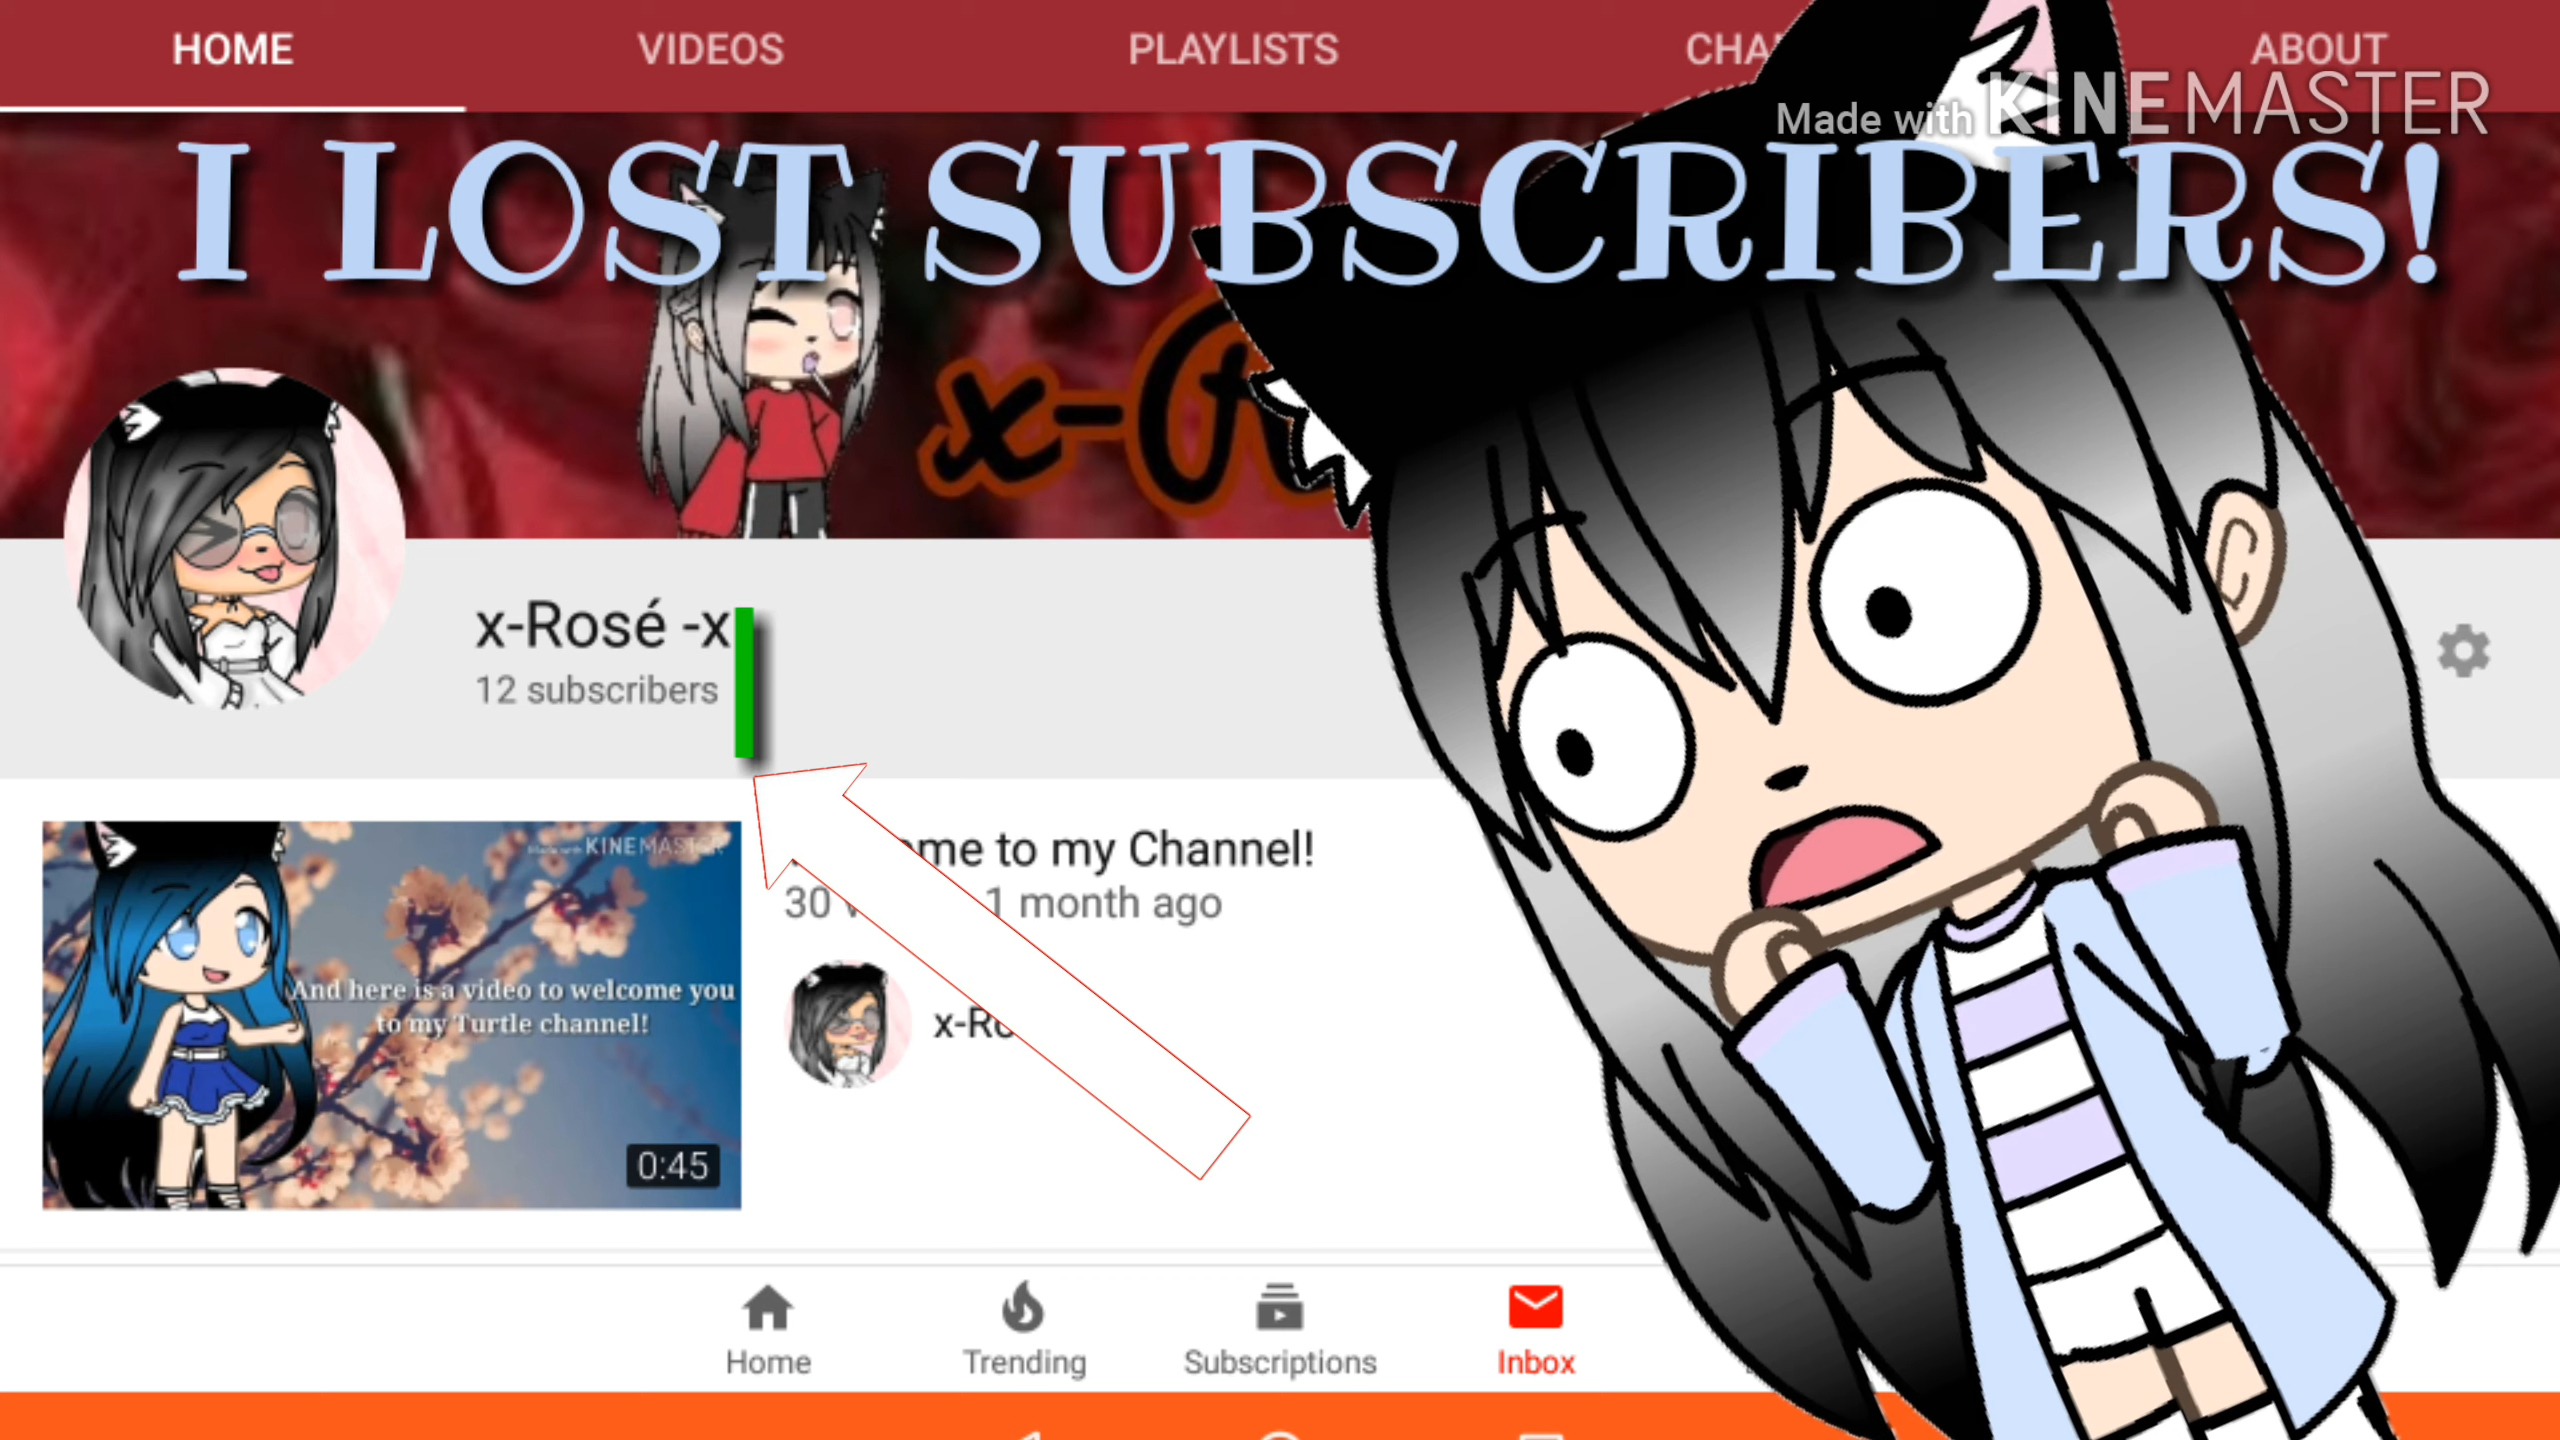 HOME VIDEOS PLAYLISTS ABOUT
Made with KINEMASTER
I LOST SUBSCRIBERS!
x-Rosé -x
12 subscribers
to my Channel!
30
1 month ago
KINEMASTER
And here is a video to welcome you
to my Turtle channel!
0:45
Home Trending Subscriptions Inbox